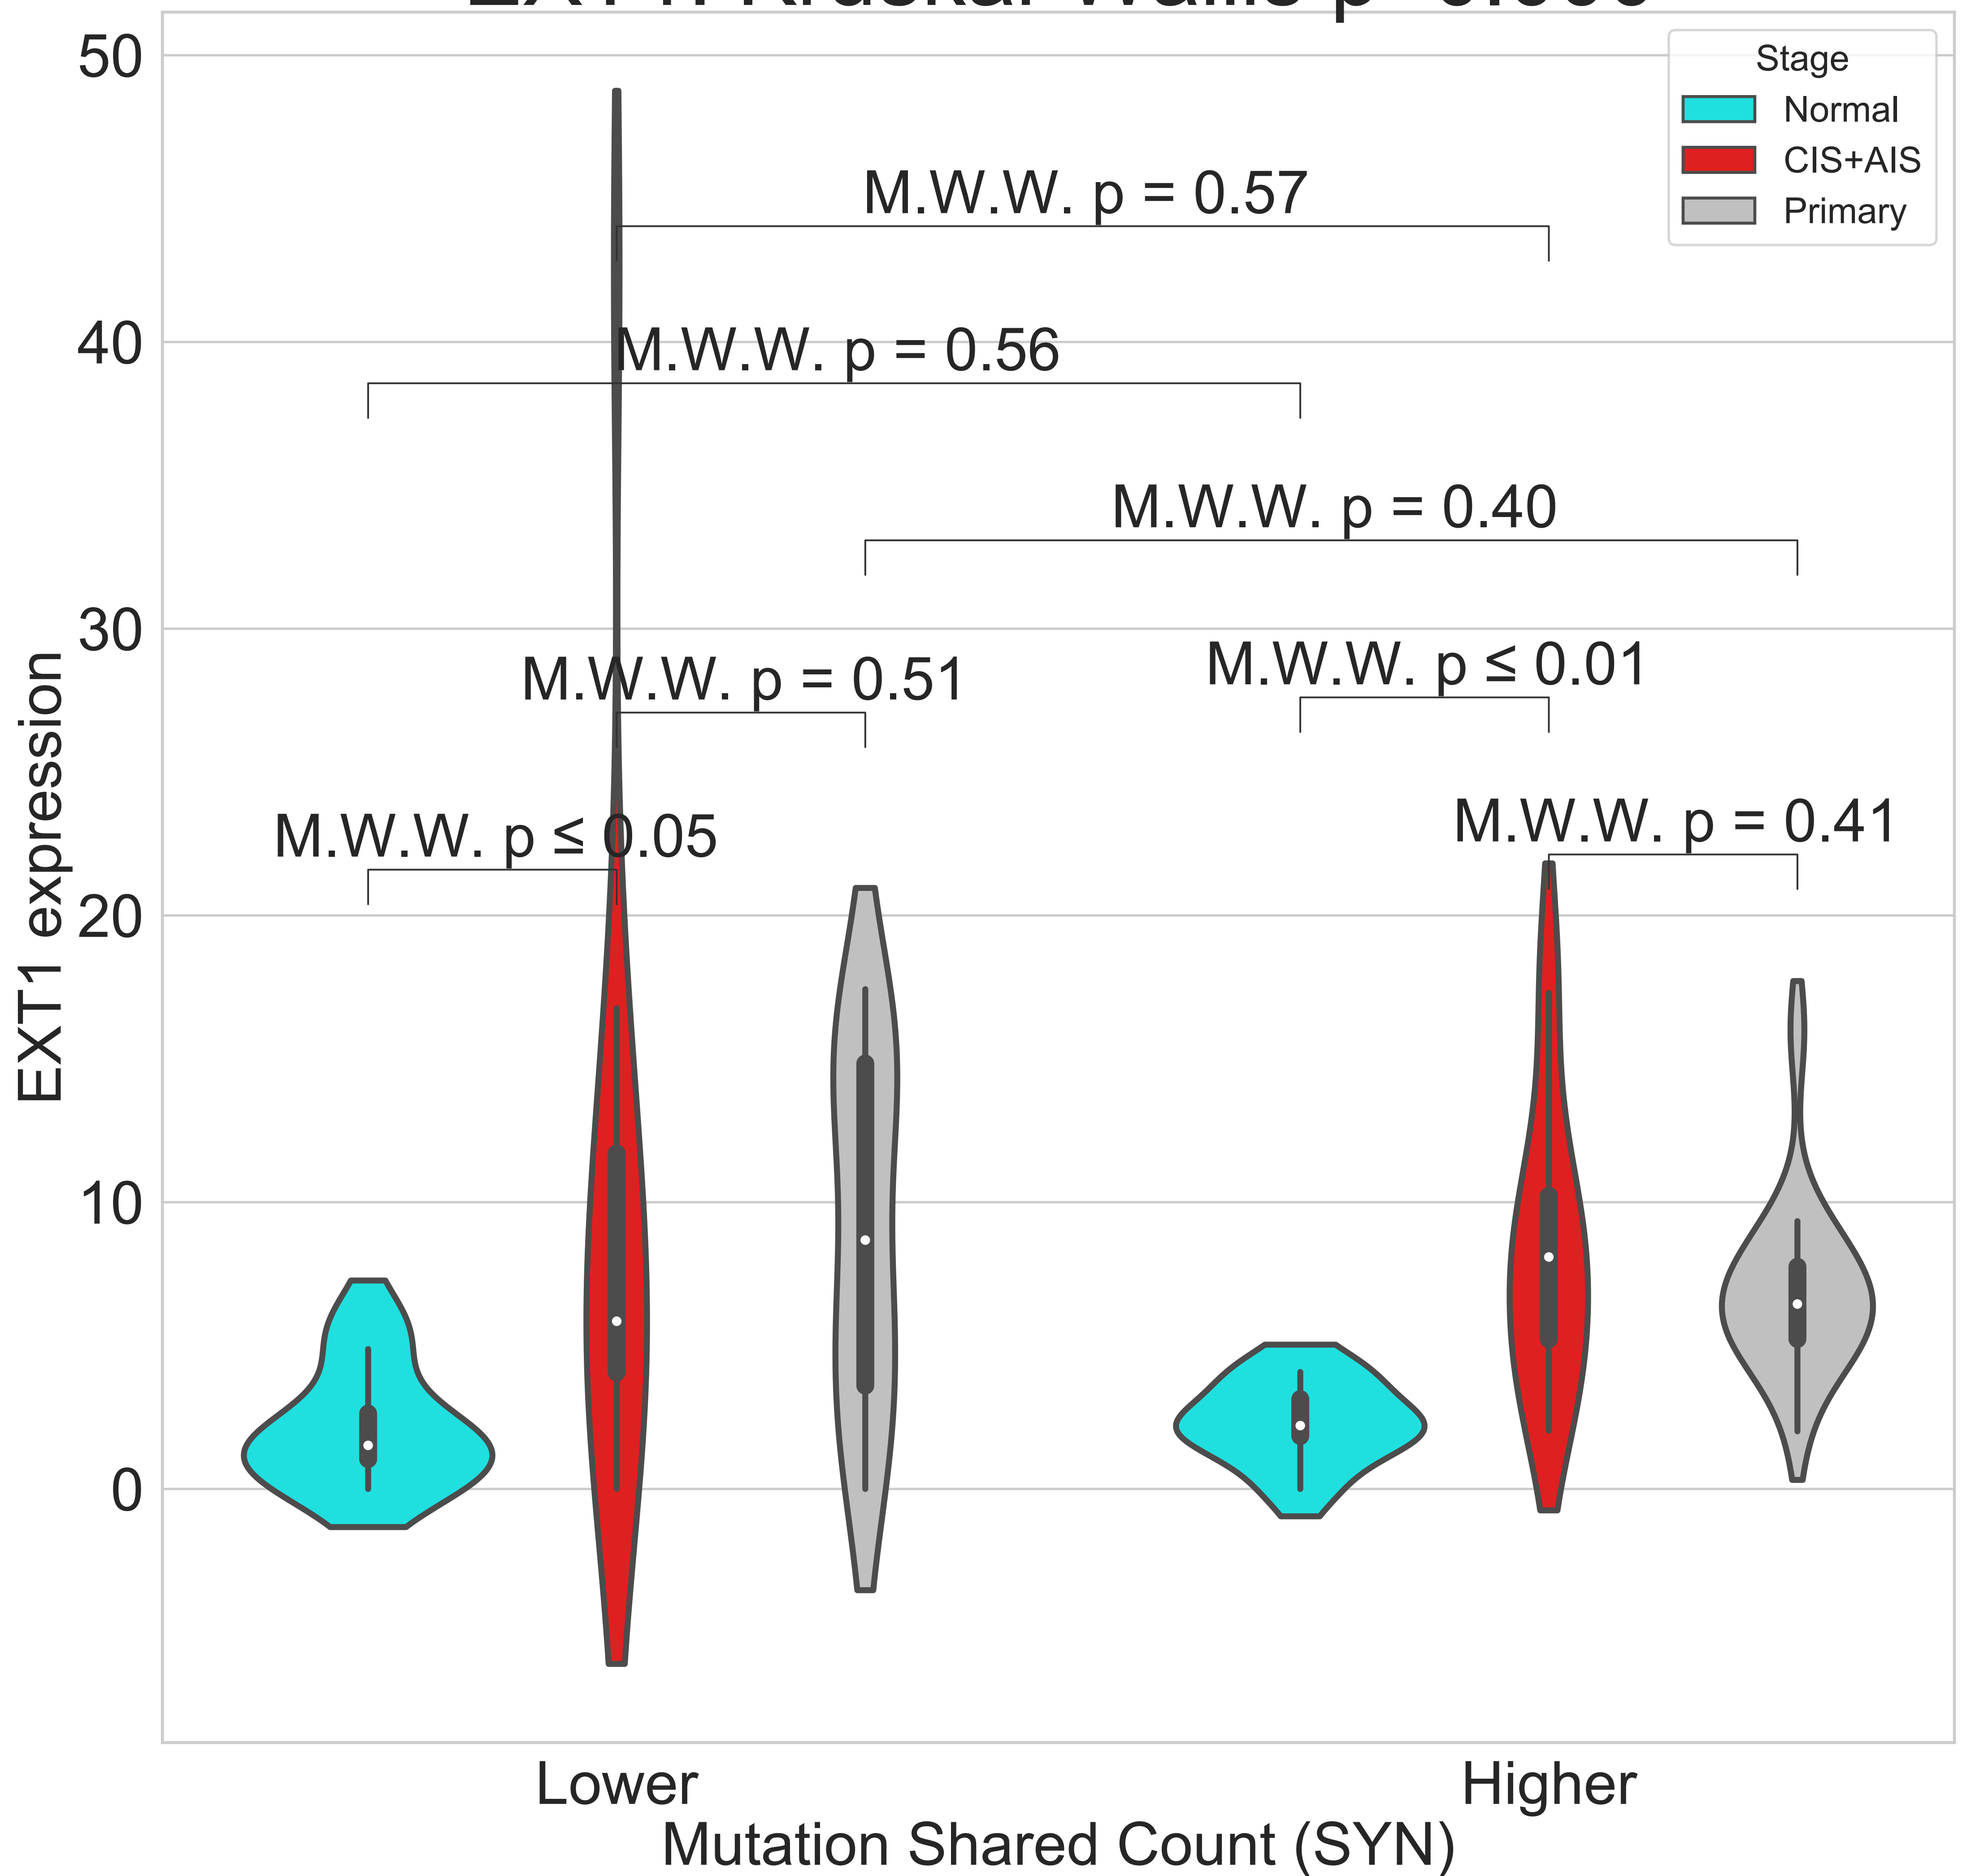 50
Stage
Normal
CIS+AIS
Primary
M.W.W. p = 0.57
40
M.W.W. p = 0.56
M.W.W. p = 0.40
30
M.W.W. p = 0.51
M.W.W. p ≤ 0.01
M.W.W. p ≤ 0.05
M.W.W. p = 0.41
20
EXT1 expression
10
0
Lower
Higher
Mutation Shared Count (SYN)